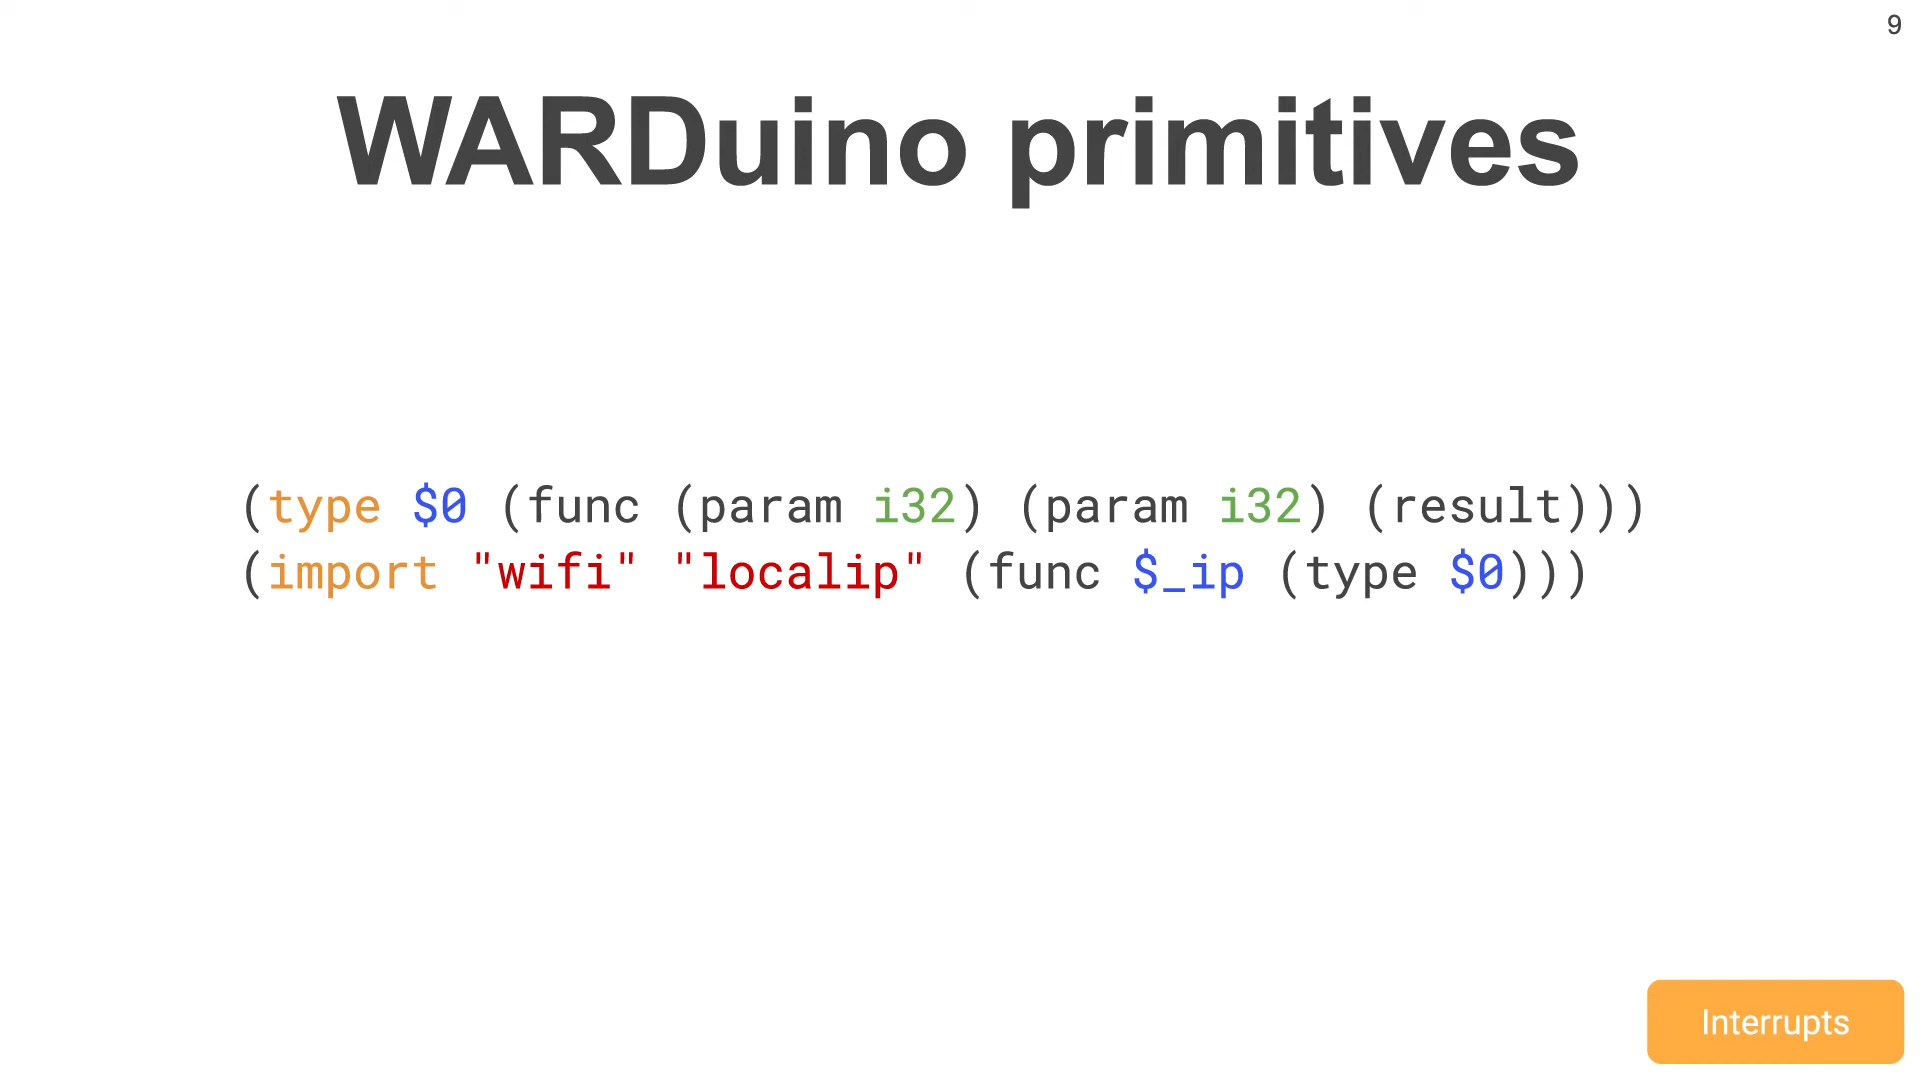 9
WARDuino primitives
(type $0 (func (param i32) (param i32) (result)))
(import "wifi" "localip" (func $_ip (type $0)))
Interrupts